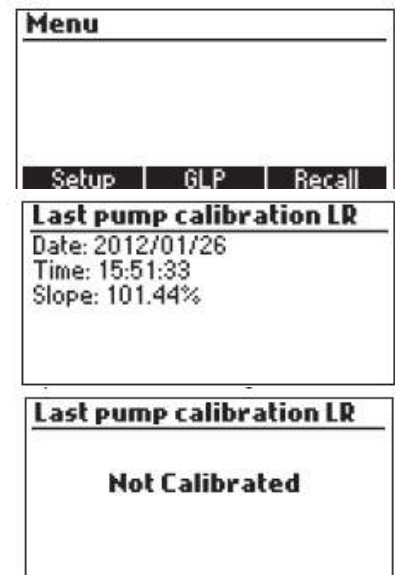 Menu
Setup | GLP | Recall
Last pump calibration LR
Date: 2012/01/26
Time: 15:51:33
Slope: 101.44%
Last pump calibration LR
Not Calibrated